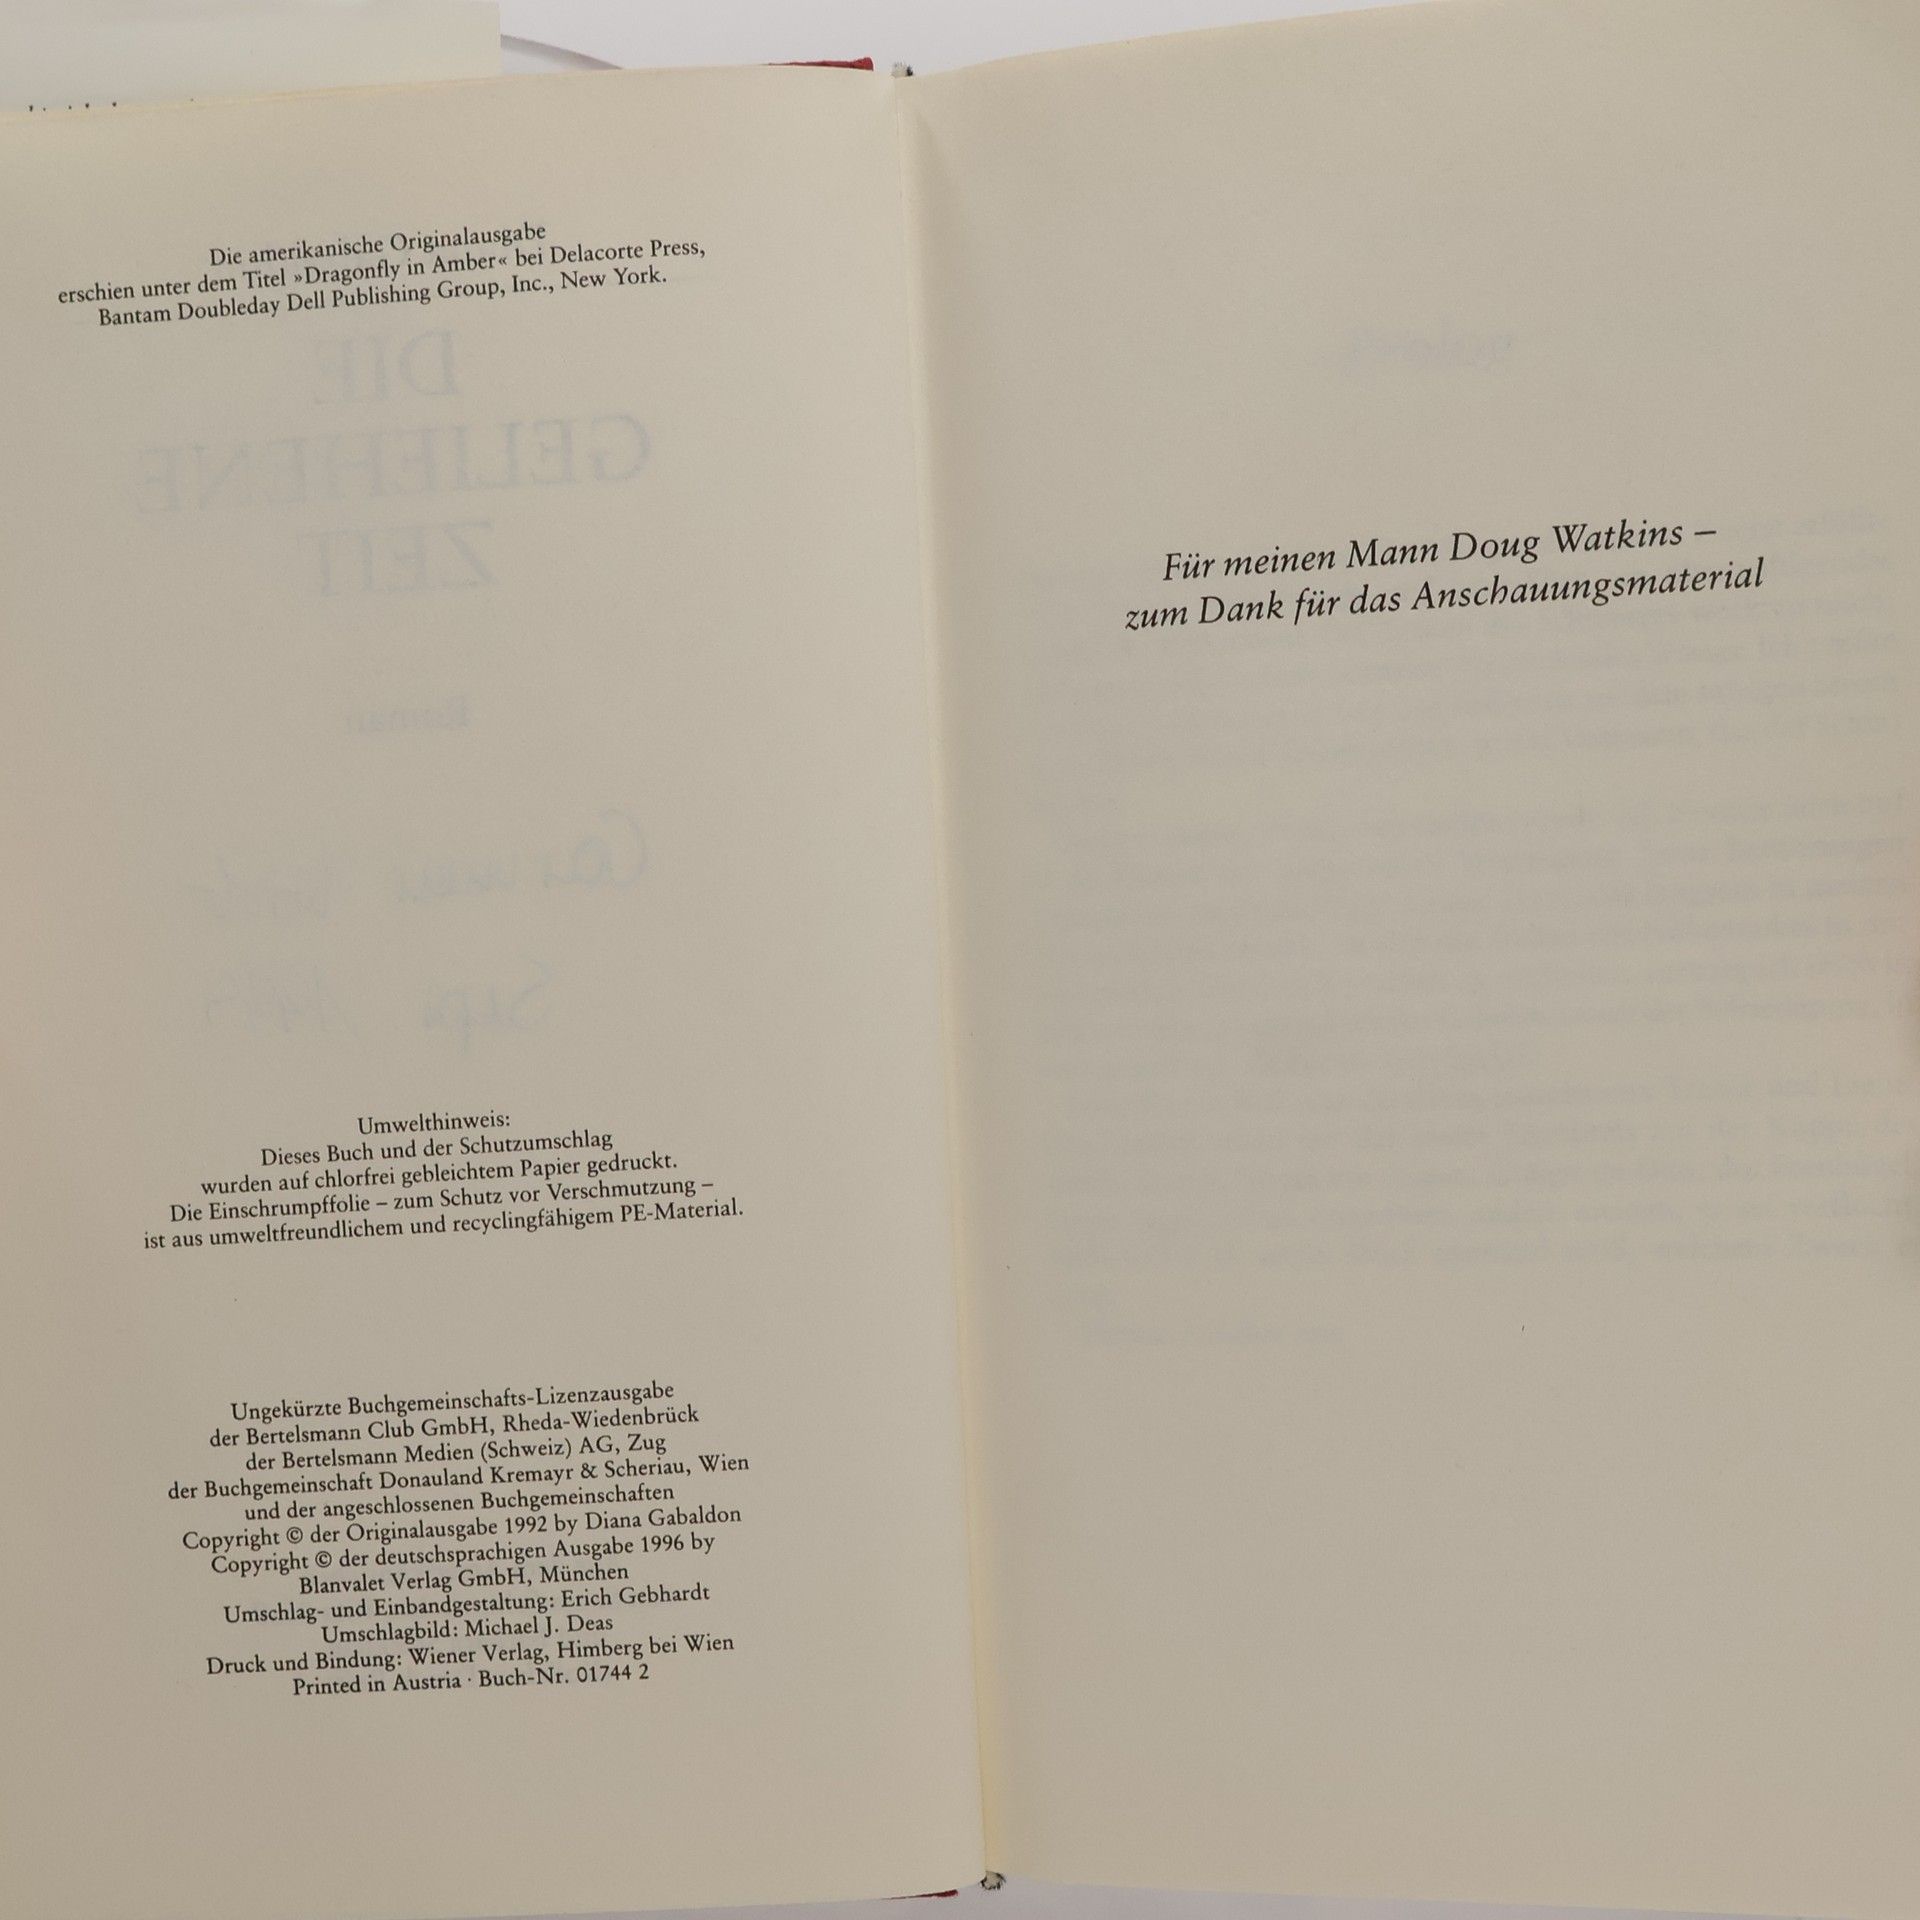 Die amerikanische Originalausgabe
erschien unter dem Titel »Dragonfly in Amber« bei Delacorte Press,
Bantam Doubleday Dell Publishing Group, Inc., New York.
DIE
GELIEHENE
ZEIT
Roman
Umwelthinweis:
Dieses Buch und der Schutzumschlag
wurden auf chlorfrei gebleichtem Papier gedruckt.
Die Einschrumpffolie – zum Schutz vor Verschmutzung –
ist aus umweltfreundlichem und recyclingfähigem PE-Material.
Ungekürzte Buchgemeinschafts-Lizenzausgabe
der Bertelsmann Club GmbH, Rheda-Wiedenbrück
der Bertelsmann Medien (Schweiz) AG, Zug
der Buchgemeinschaft Donauland Kremayr & Scheriau, Wien
und der angeschlossenen Buchgemeinschaften
Copyright © der Originalausgabe 1992 by Diana Gabaldon
Copyright © der deutschsprachigen Ausgabe 1996 by
Blanvalet Verlag GmbH, München
Umschlag- und Einbandgestaltung: Erich Gebhardt
Umschlagbild: Michael J. Deas
Druck und Bindung: Wiener Verlag, Himberg bei Wien
Printed in Austria · Buch-Nr. 01744 2
Für meinen Mann Doug Watkins –
zum Dank für das Anschauungsmaterial